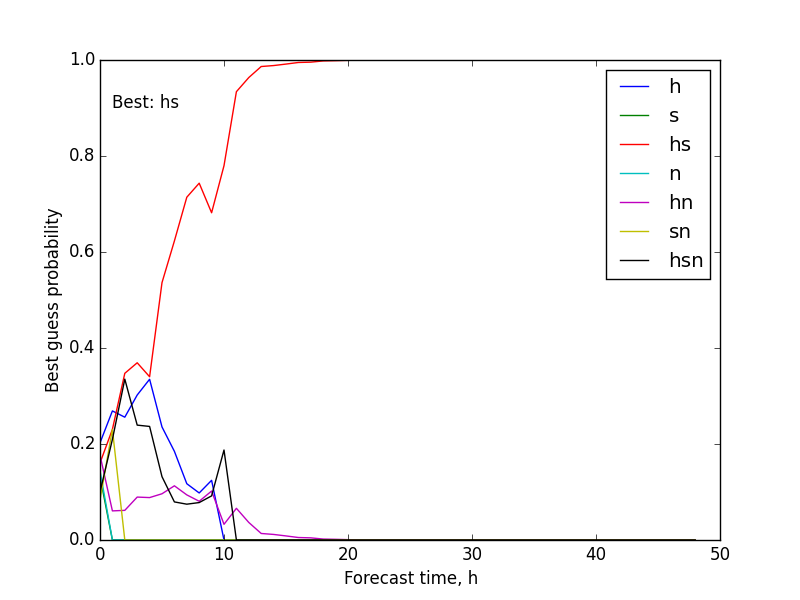 Best: hs
h
s
hs
n
hn
sn
hsn
1.0
0.8
0.6
0.4
0.2
0.0
Best guess probability
0 10 20 30 40 50
Forecast time, h